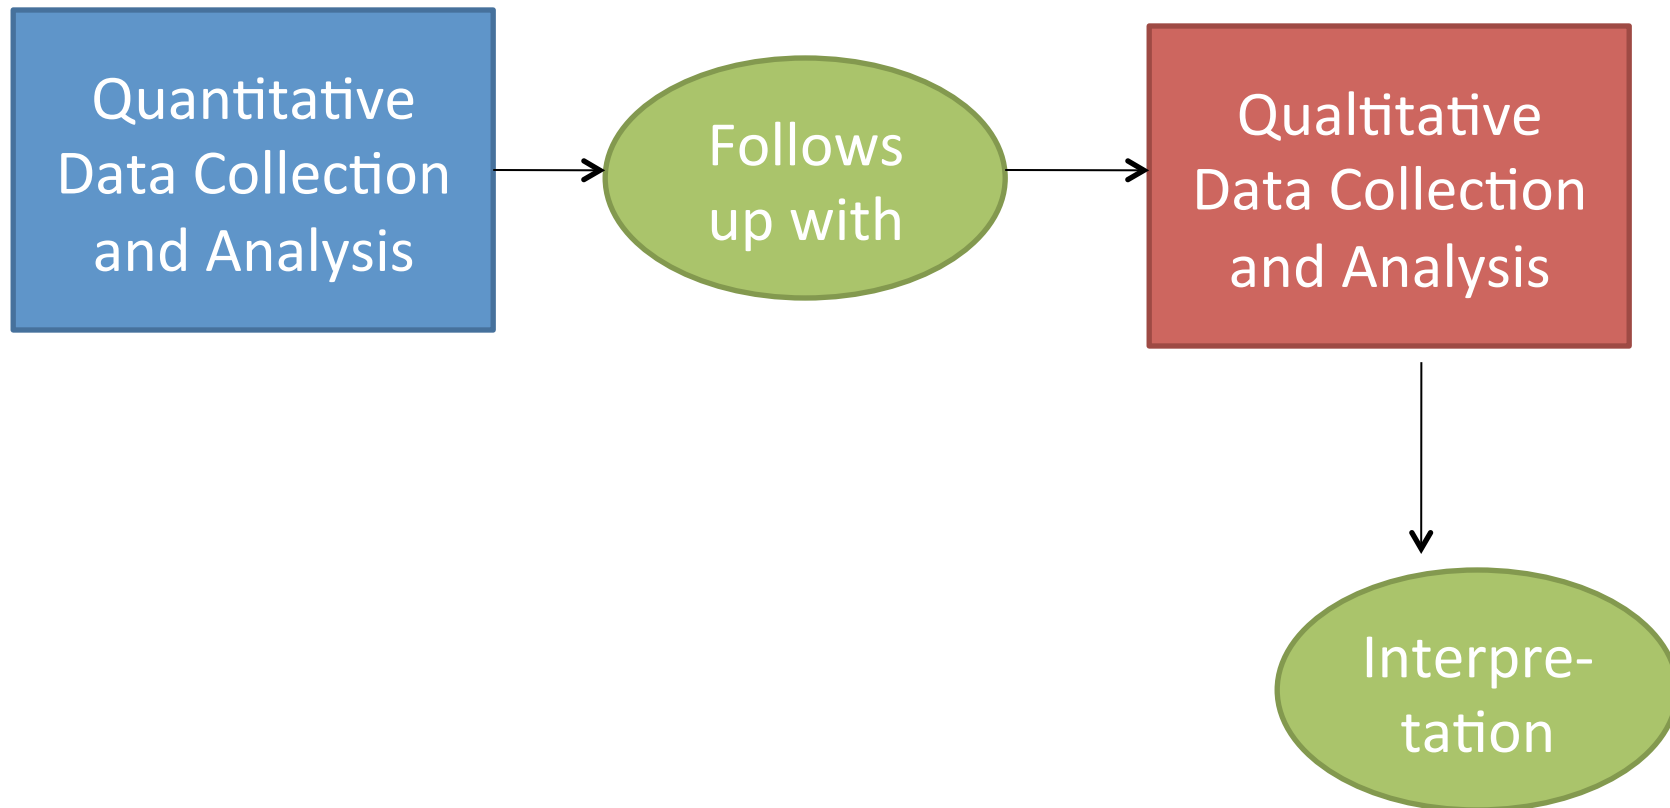 Quantitative
Data Collection
and Analysis
Follows
up with
Qualtitative
Data Collection
and Analysis
Interpre-
tation